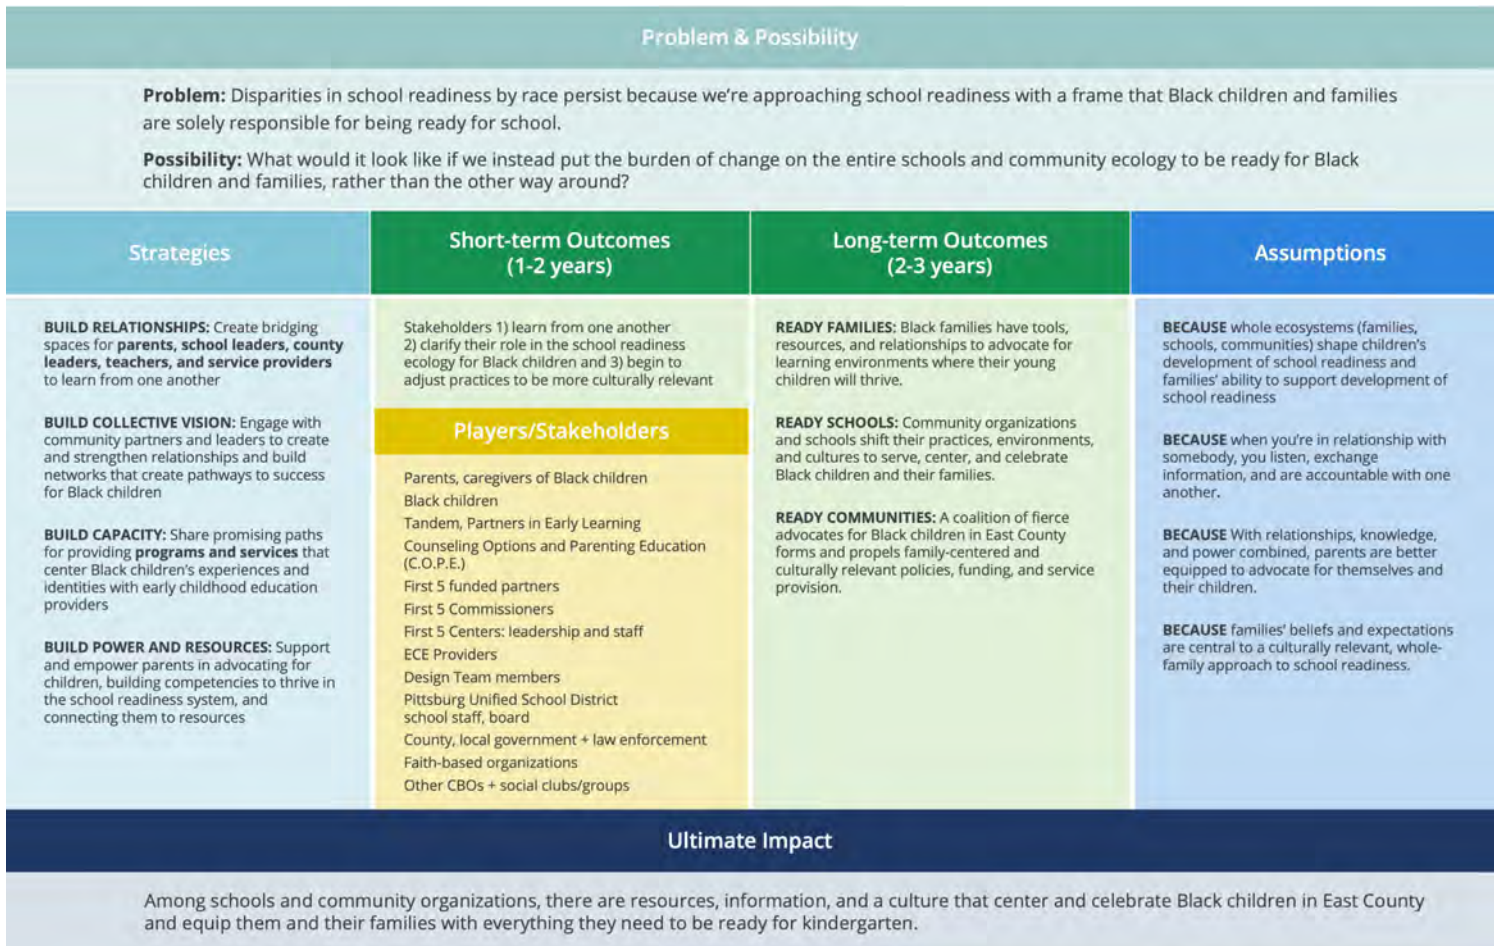 Problem & Possibility
Problem: Disparities in school readiness by race persist because we're approaching school readiness with a frame that Black children and families
are solely responsible for being ready for school.
Possibility: What would it look like if we instead put the burden of change on the entire schools and community ecology to be ready for Black
children and families, rather than the other way around?
Strategies
BUILD RELATIONSHIPS: Create bridging
spaces for parents, school leaders, county
leaders, teachers, and service providers
to learn from one another
BUILD COLLECTIVE VISION: Engage with
community partners and leaders to create
and strengthen relationships and build
networks that create pathways to success
for Black children
BUILD CAPACITY: Share promising paths
for providing programs and services that
center Black children's experiences and
identities with early childhood education
providers
BUILD POWER AND RESOURCES: Support
and empower parents in advocating for
children, building competencies to thrive in
the school readiness system, and
connecting them to resources
Short-term Outcomes
(1-2 years)
Stakeholders 1) learn from one another
2) clarify their role in the school readiness
ecology for Black children and 3) begin to
adjust practices to be more culturally relevant
Players/Stakeholders
Parents, caregivers of Black children
Black children
Tandem, Partners in Early Learning
Counseling Options and Parenting Education
(C.O.P.E.)
First 5 funded partners
First 5 Commissioners
First 5 Centers: leadership and staff
ECE Providers
Design Team members
Pittsburg Unified School District
school staff, board
County, local government + law enforcement
Faith-based organizations
Other CBOs + social clubs/groups
Long-term Outcomes
(2-3 years)
READY FAMILIES: Black families have tools,
resources, and relationships to advocate for
learning environments where their young
children will thrive.
READY SCHOOLS: Community organizations
and schools shift their practices, environments,
and cultures to serve, center, and celebrate
Black children and their families.
READY COMMUNITIES: A coalition of fierce
advocates for Black children in East County
forms and propels family-centered and
culturally relevant policies, funding, and service
provision.
Assumptions
BECAUSE whole ecosystems (families,
schools, communities) shape children's
development of school readiness and
families' ability to support development of
school readiness
BECAUSE when you're in relationship with
somebody, you listen, exchange
information, and are accountable with one
another.
BECAUSE With relationships, knowledge,
and power combined, parents are better
equipped to advocate for themselves and
their children.
BECAUSE families' beliefs and expectations
are central to a culturally relevant, whole-
family approach to school readiness.
Ultimate Impact
Among schools and community organizations, there are resources, information, and a culture that center and celebrate Black children in East County
and equip them and their families with everything they need to be ready for kindergarten.